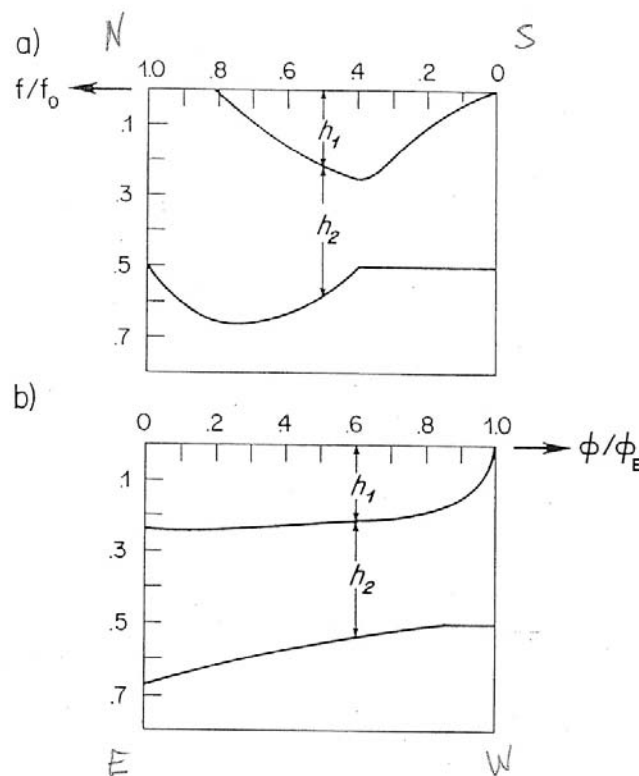 N S
a)
1.0 .8 .6 .4 .2 0
f/f₀
.1
h₁
.3
h₂
.5
.7
b)
0 .2 .4 .6 .8 1.0
ϕ/ϕE
.1
h₁
.3
h₂
.5
.7
E W